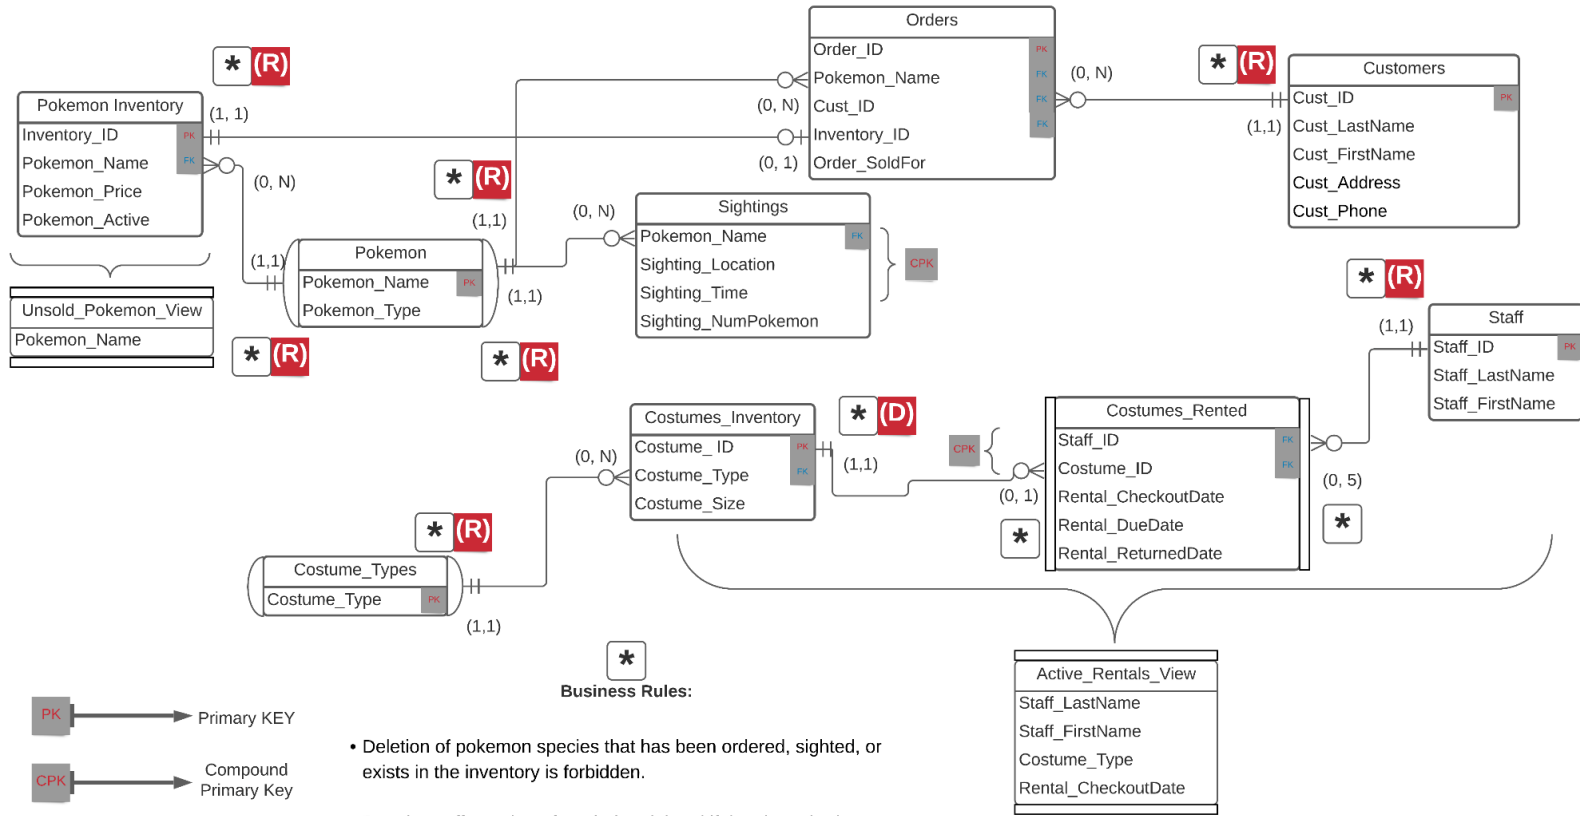 Orders
Order_ID PK
Pokemon_Name FK
Cust_ID FK
Inventory_ID FK
Order_SoldFor
(0, N)
(0, N)
(0, 1)
* (R)
Customers
Cust_ID PK
Cust_LastName
Cust_FirstName
Cust_Address
Cust_Phone
(1,1)
* (R)
Pokemon Inventory
Inventory_ID PK
Pokemon_Name FK
Pokemon_Price
Pokemon_Active
(1, 1)
(0, N)
Unsold_Pokemon_View
Pokemon_Name
* (R)
(1,1)
(1,1)
Pokemon
Pokemon_Name PK
Pokemon_Type
(1,1)
* (R)
* (R)
(0, N)
Sightings
Pokemon_Name FK
Sighting_Location
Sighting_Time
Sighting_NumPokemon
CPK
* (R)
(1,1)
Staff
Staff_ID PK
Staff_LastName
Staff_FirstName
Costumes_Inventory
Costume_ ID PK
Costume_Type FK
Costume_Size
(0, N)
* (D)
(1,1)
CPK
(0, 1)
*
Costumes_Rented
Staff_ID FK
Costume_ID FK
Rental_CheckoutDate
Rental_DueDate
Rental_ReturnedDate
(0, 5)
*
* (R)
Costume_Types
Costume_Type PK
(1,1)
Active_Rentals_View
Staff_LastName
Staff_FirstName
Costume_Type
Rental_CheckoutDate
PK Primary KEY
CPK Compound
Primary Key
*
Business Rules:
• Deletion of pokemon species that has been ordered, sighted, or
exists in the inventory is forbidden.